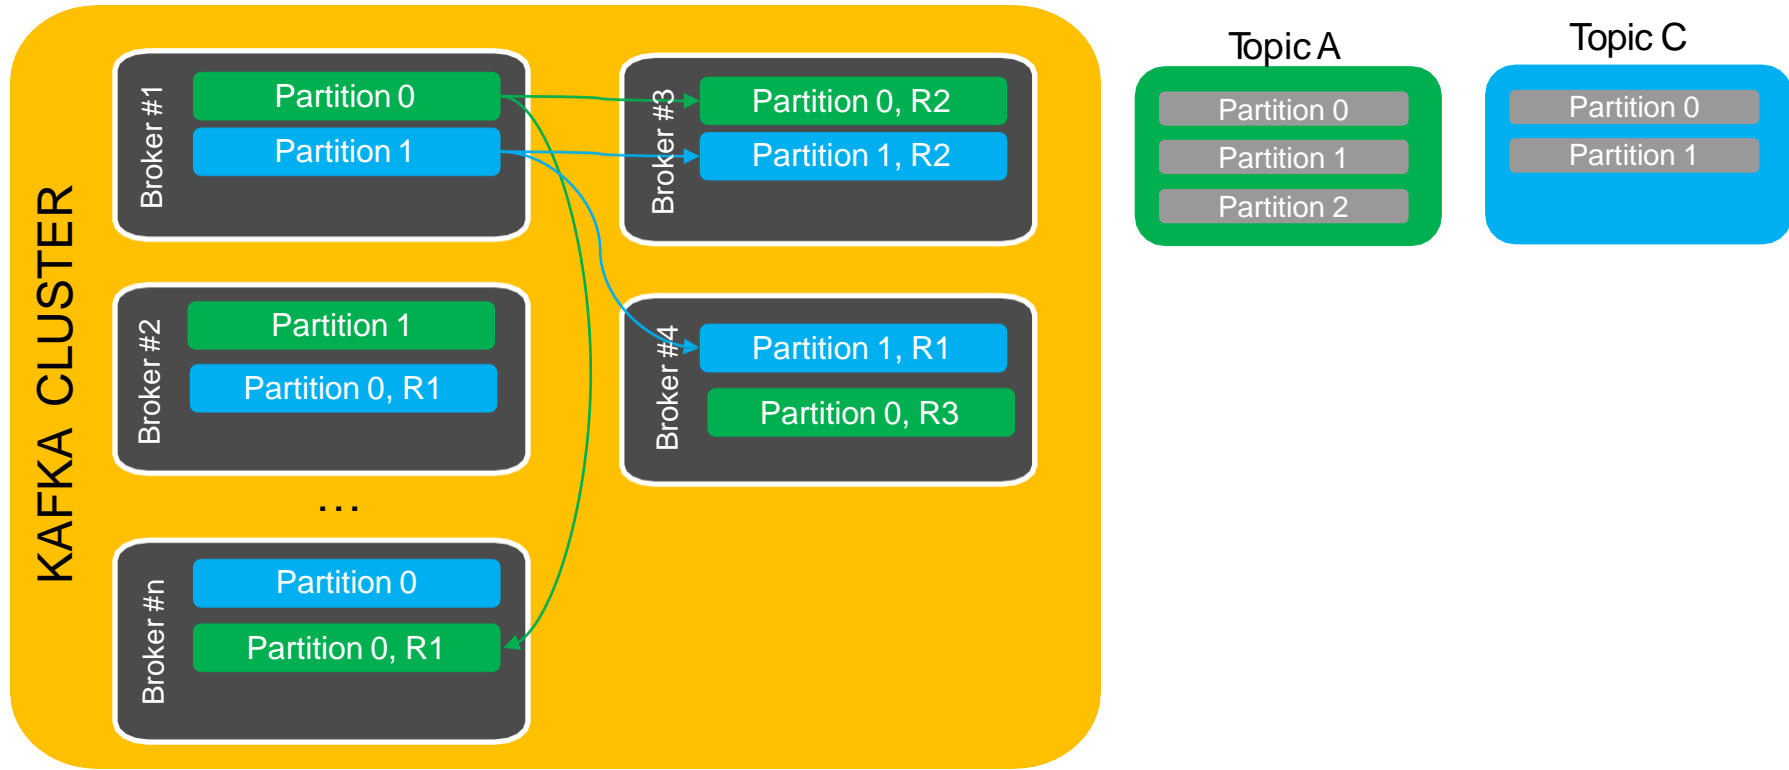 KAFKA CLUSTER
Broker #1
Partition 0
Partition 1
Broker #3
Partition 0, R2
Partition 1, R2
Broker #2
Partition 1
Partition 0, R1
Broker #4
Partition 1, R1
Partition 0, R3
...
Broker #n
Partition 0
Partition 0, R1
Topic A
Partition 0
Partition 1
Partition 2
Topic C
Partition 0
Partition 1